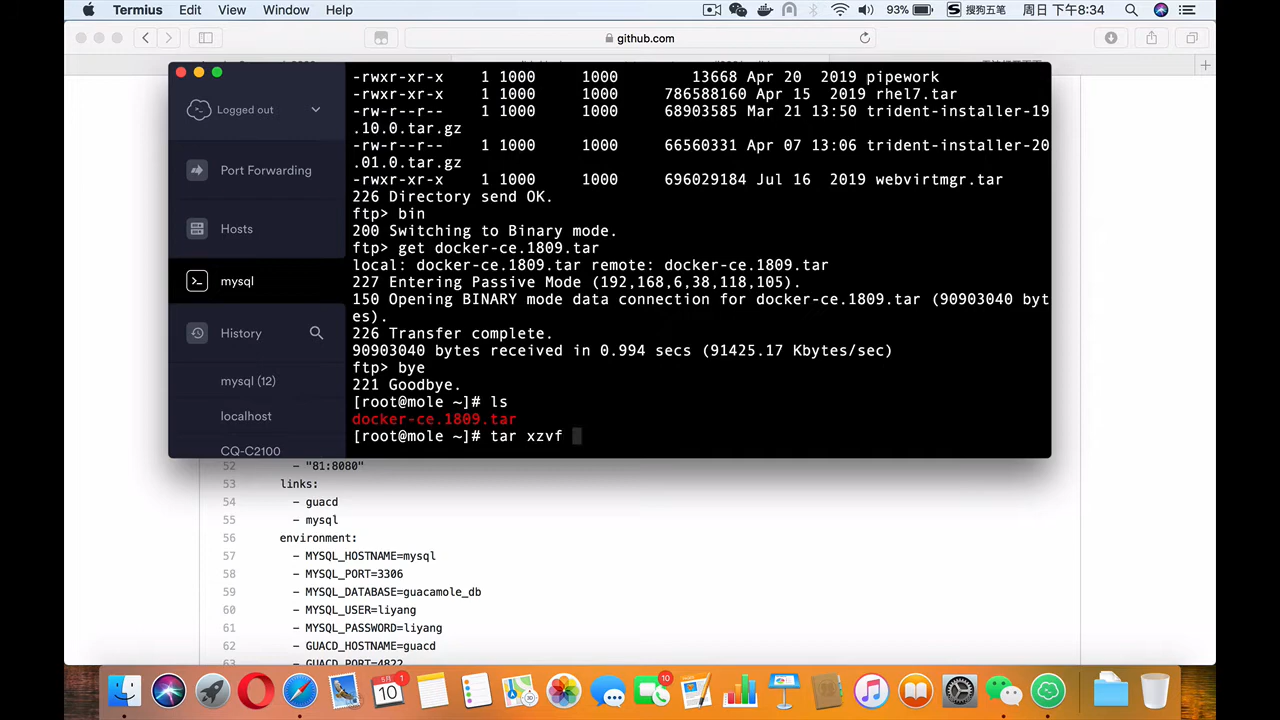 Termius Edit View Window Help 93% 搜狗五笔 周日 下午8:34
github.com
Logged out
Port Forwarding
Hosts
mysql
History
mysql (12)
localhost
CQ-C2100
-rwxr-xr-x 1 1000 1000 13668 Apr 20 2019 pipework
-rwxr-xr-x 1 1000 1000 786588160 Apr 15 2019 rhel7.tar
-rw-r--r-- 1 1000 1000 68903585 Mar 21 13:50 trident-installer-19
.10.0.tar.gz
-rw-r--r-- 1 1000 1000 66560331 Apr 07 13:06 trident-installer-20
.01.0.tar.gz
-rwxr-xr-x 1 1000 1000 696029184 Jul 16 2019 webvirtmgr.tar
226 Directory send OK.
ftp> bin
200 Switching to Binary mode.
ftp> get docker-ce.1809.tar
local: docker-ce.1809.tar remote: docker-ce.1809.tar
227 Entering Passive Mode (192,168,6,38,118,105).
150 Opening BINARY mode data connection for docker-ce.1809.tar (90903040 byt
es).
226 Transfer complete.
90903040 bytes received in 0.994 secs (91425.17 Kbytes/sec)
ftp> bye
221 Goodbye.
[root@mole ~]# ls
docker-ce.1809.tar
[root@mole ~]# tar xzvf
52 - "81:8080"
53 links:
54 - guacd
55 - mysql
56 environment:
57 - MYSQL_HOSTNAME=mysql
58 - MYSQL_PORT=3306
59 - MYSQL_DATABASE=guacamole_db
60 - MYSQL_USER=liyang
61 - MYSQL_PASSWORD=liyang
62 - GUACD_HOSTNAME=guacd
63 - GUACD_PORT=4822
5月
10
1
10